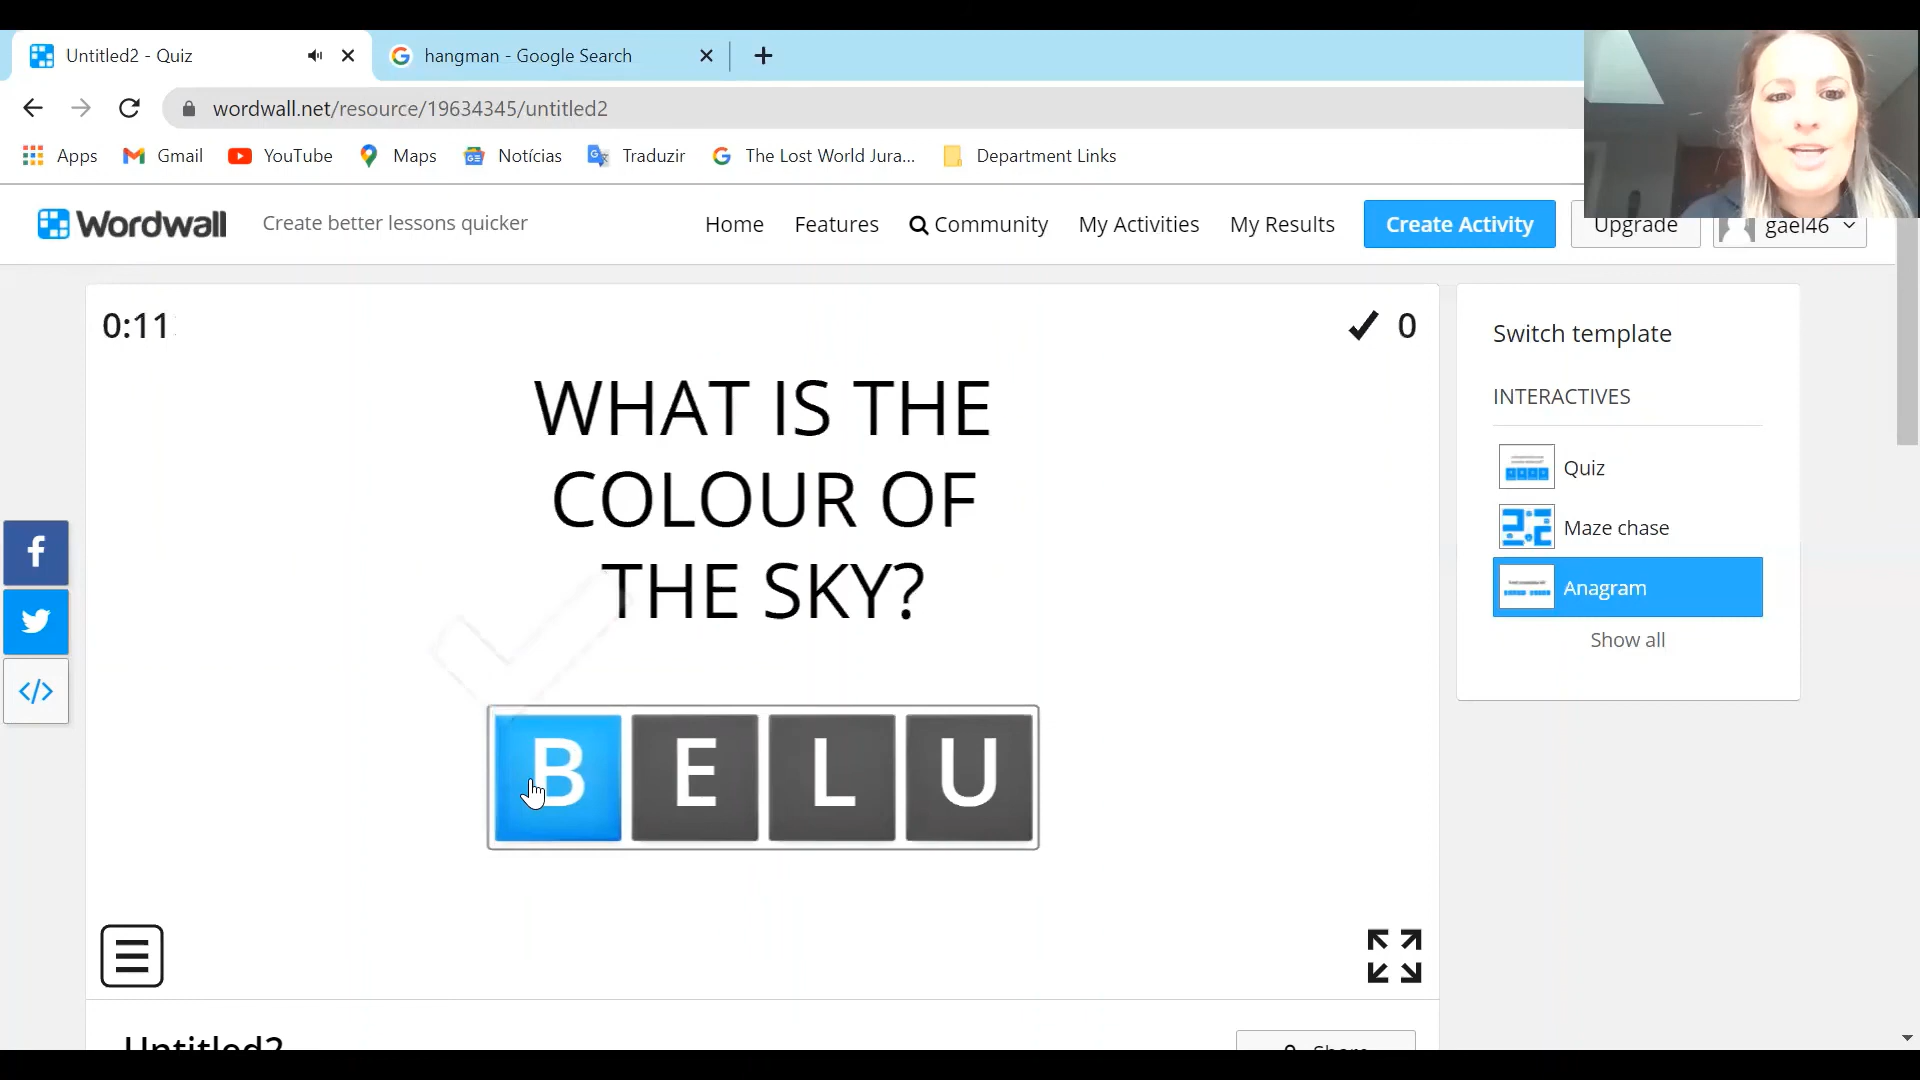 Untitled2 - Quiz
hangman - Google Search
wordwall.net/resource/19634345/untitled2
Apps
Gmail
YouTube
Maps
Notícias
Traduzir
The Lost World Jura...
Department Links
Wordwall
Create better lessons quicker
Home
Features
Community
My Activities
My Results
Create Activity
Upgrade
gael46
0:11
0
WHAT IS THE
COLOUR OF
THE SKY?
B E L U
Switch template
INTERACTIVES
Quiz
Maze chase
Anagram
Show all
Untitled2
Share